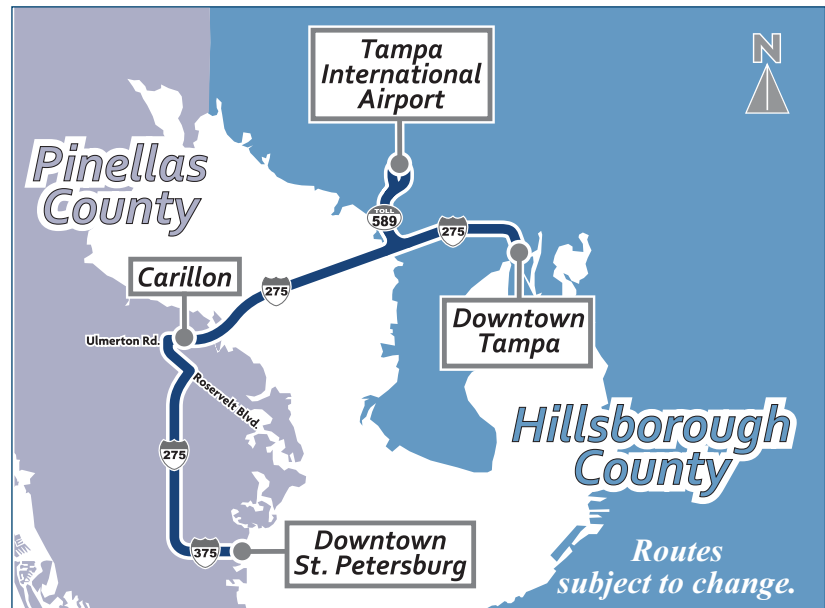 Tampa
International
Airport
N
Pinellas
County
TOLL
589
275
Carillon
275
Downtown
Tampa
Ulmerton Rd.
Roservelt Blvd.
Hillsborough
County
275
375
Downtown
St. Petersburg
Routes
subject to change.